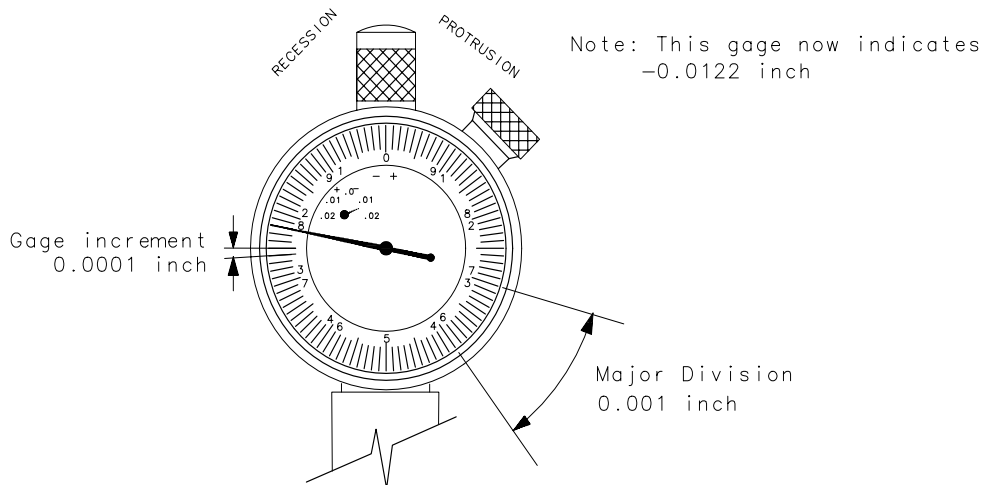 RECESSION
PROTRUSION
Note: This gage now indicates
-0.0122 inch
0
9 1
9 1
- +
+ .0-
.01 .01
.02 .02
2
8
8
2
Gage increment
0.0001 inch
3
7
7
3
4 6
4 6
5
Major Division
0.001 inch